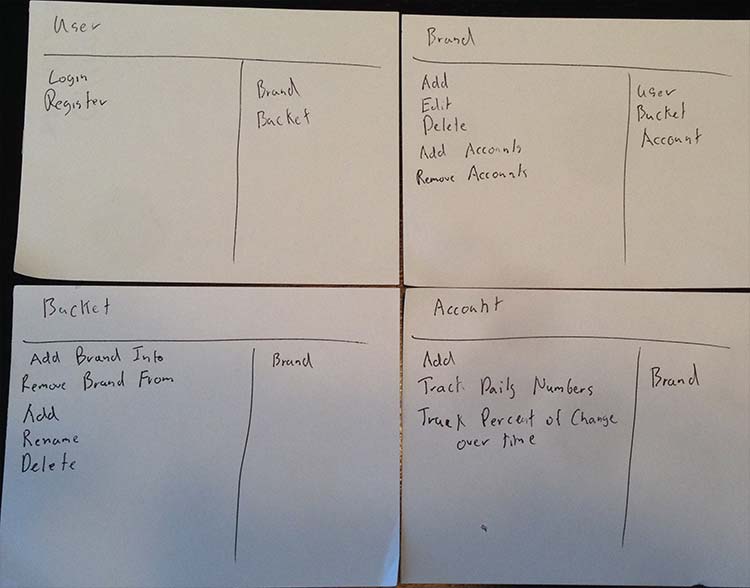 User
Login
Register
Brand
Bucket
Brand
Add
Edit
Delete
Add Accounts
Remove Accounts
User
Bucket
Account
Bucket
Add Brand Into
Remove Brand From
Add
Rename
Delete
Brand
Account
Add
Track Daily Numbers
Track Percent of Change
over time
Brand